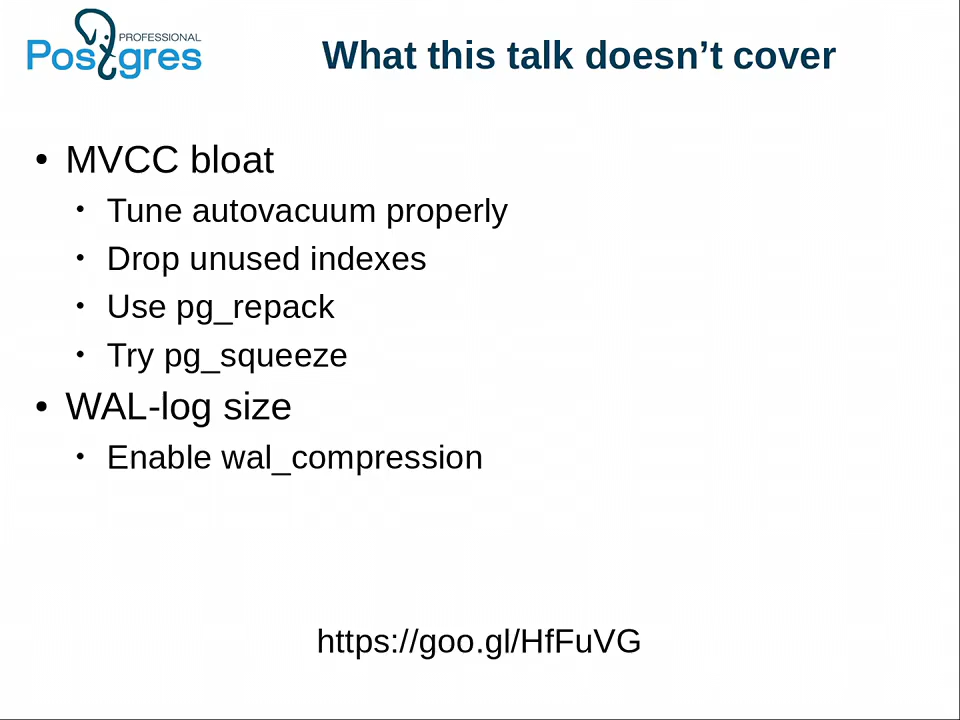 PROFESSIONAL
Postgres
What this talk doesn’t cover
• MVCC bloat
• Tune autovacuum properly
• Drop unused indexes
• Use pg_repack
• Try pg_squeeze
• WAL-log size
• Enable wal_compression
https://goo.gl/HfFuVG